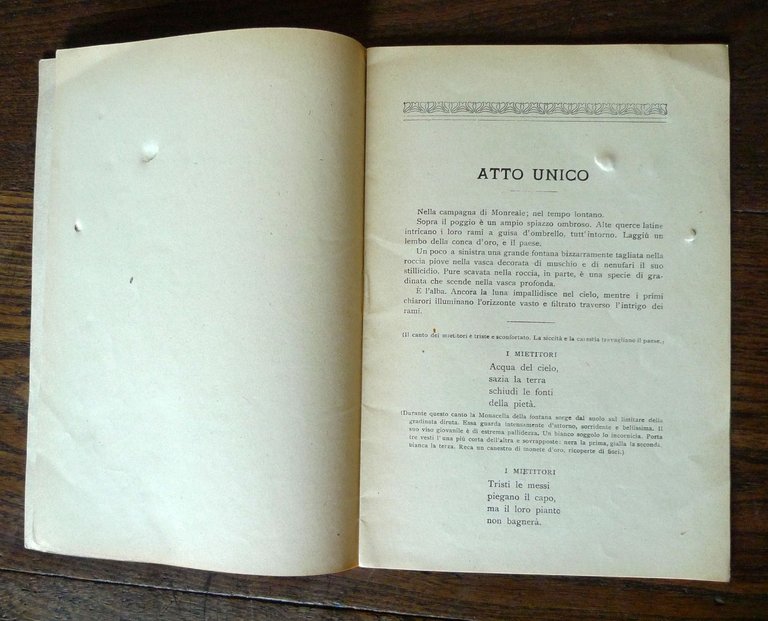 ATTO UNICO
Nella campagna di Monreale; nel tempo lontano.
Sopra il poggio è un ampio spiazzo ombroso. Alte querce latine
intricano i loro rami a guisa d'ombrello, tutt'intorno. Laggiù un
lembo della conca d'oro, e il paese.
Un poco a sinistra una grande fontana bizzarramente tagliata nella
roccia piove nella vasca decorata di muschio e di nenufari il suo
stillicidio. Pure scavata nella roccia, in parte, è una specie di gra-
dinata che scende nella vasca profonda.
È l'alba. Ancora la luna impallidisce nel cielo, mentre i primi
chiarori illuminano l'orizzonte vasto e filtrato traverso l'intrigo dei
rami.
(Il canto dei mietitori è triste e sconfortato. La siccità e la carestia travagliano il paese.)
I MIETITORI
Acqua del cielo,
sazia la terra
schiudi le fonti
della pietà.
(Durante questo canto la Monacella della fontana sorge dal suolo sul limitare della
gradinata diruta. Essa guarda intensamente d'attorno, sorridente e bellissima. Il
suo viso giovanile è di estrema pallidezza. Un bianco soggolo lo incornicia. Porta
tre vesti l'una più corta dell'altra e sovrapposte: nera la prima, gialla la seconda,
bianca la terza. Reca un canestro di monete d'oro, ricoperte di fiori.)
I MIETITORI
Tristi le messi
piegano il capo,
ma il loro pianto
non bagnerà.